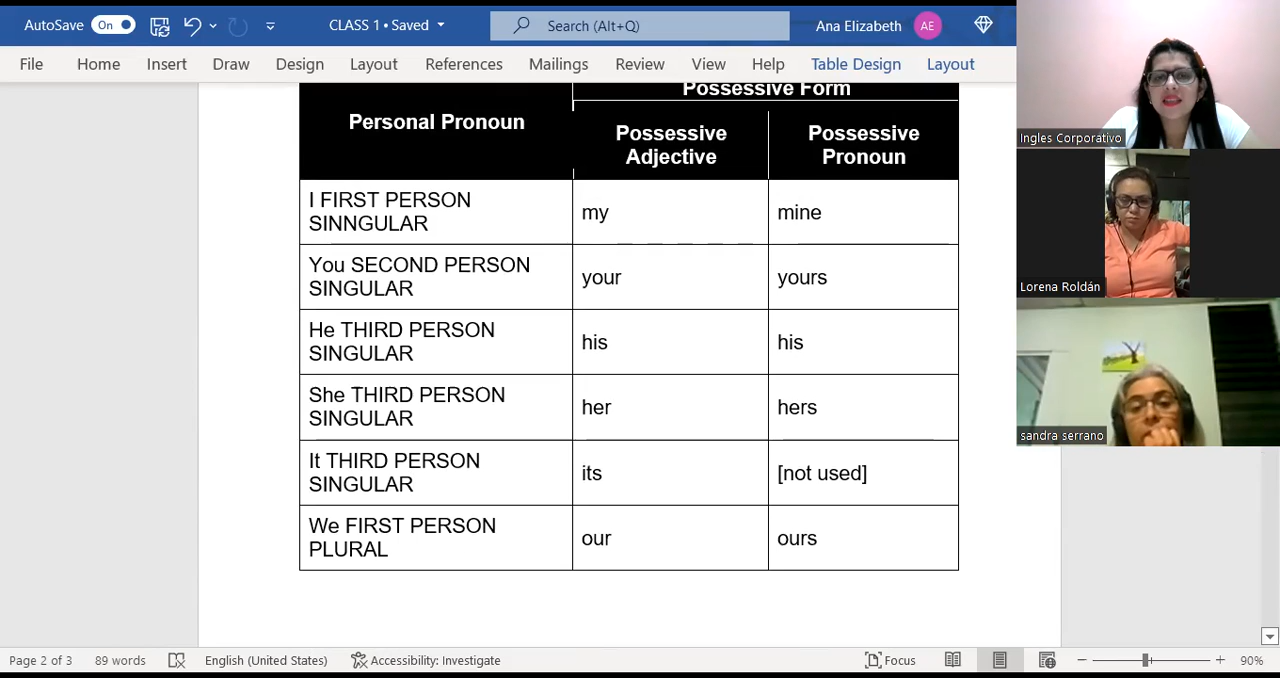 AutoSave On CLASS 1 • Saved Search (Alt+Q) Ana Elizabeth AE
File Home Insert Draw Design Layout References Mailings Review View Help Table Design Layout
Possessive Form
Personal Pronoun
Possessive
Adjective
Possessive
Pronoun
I FIRST PERSON
SINNGULAR
my
mine
You SECOND PERSON
SINGULAR
your
yours
He THIRD PERSON
SINGULAR
his
his
She THIRD PERSON
SINGULAR
her
hers
It THIRD PERSON
SINGULAR
its
[not used]
We FIRST PERSON
PLURAL
our
ours
Ingles Corporativo
Lorena Roldán
sandra serrano
Page 2 of 3 89 words English (United States) Accessibility: Investigate Focus 90%